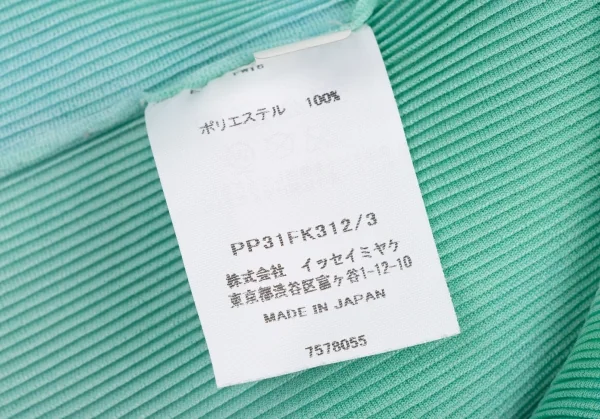 ポリエステル 100%
PP31FK312/3
株式会社 イッセイミヤケ
東京都渋谷区富ヶ谷1-12-10
MADE IN JAPAN
7578055